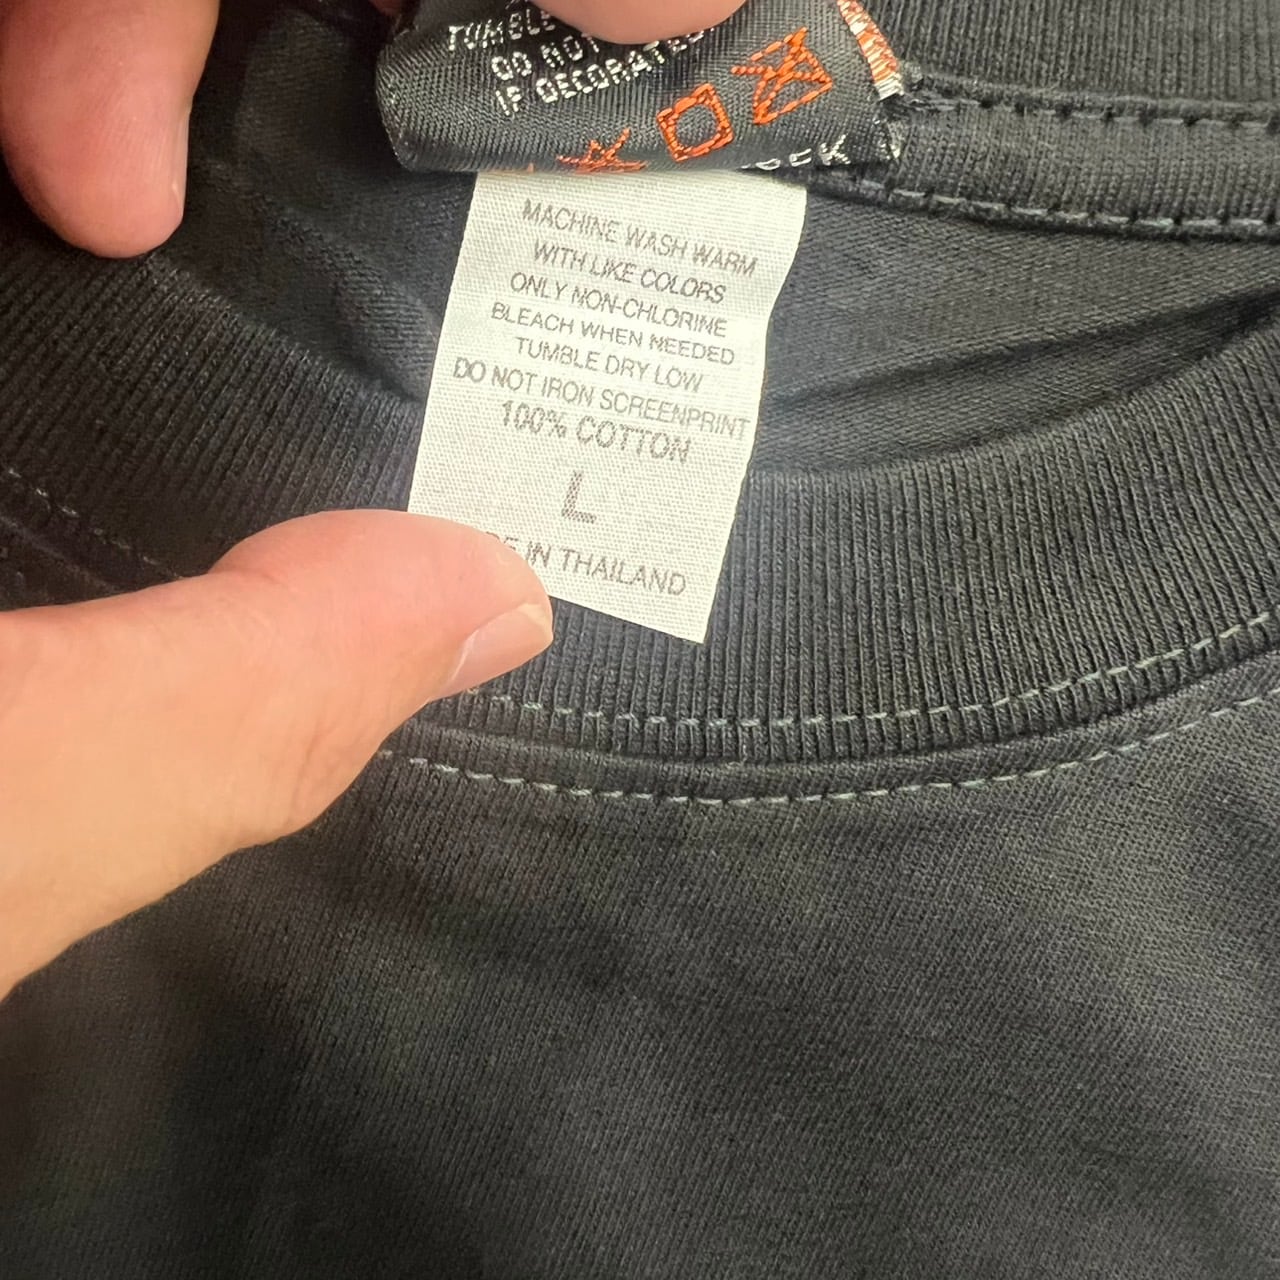 TUMBLE
DO NOT
IF DECORATED
MACHINE WASH WARM
WITH LIKE COLORS
ONLY NON-CHLORINE
BLEACH WHEN NEEDED
TUMBLE DRY LOW
DO NOT IRON SCREENPRINT
100% COTTON
L
IN THAILAND